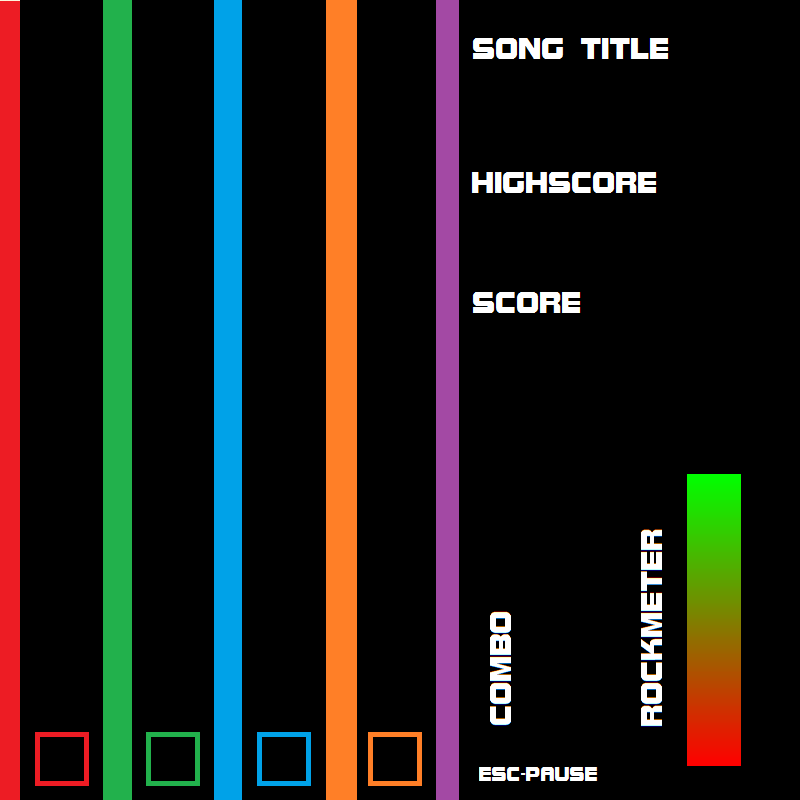 SONG TITLE
HIGHSCORE
SCORE
COMBO
ROCKMETER
ESC-PAUSE